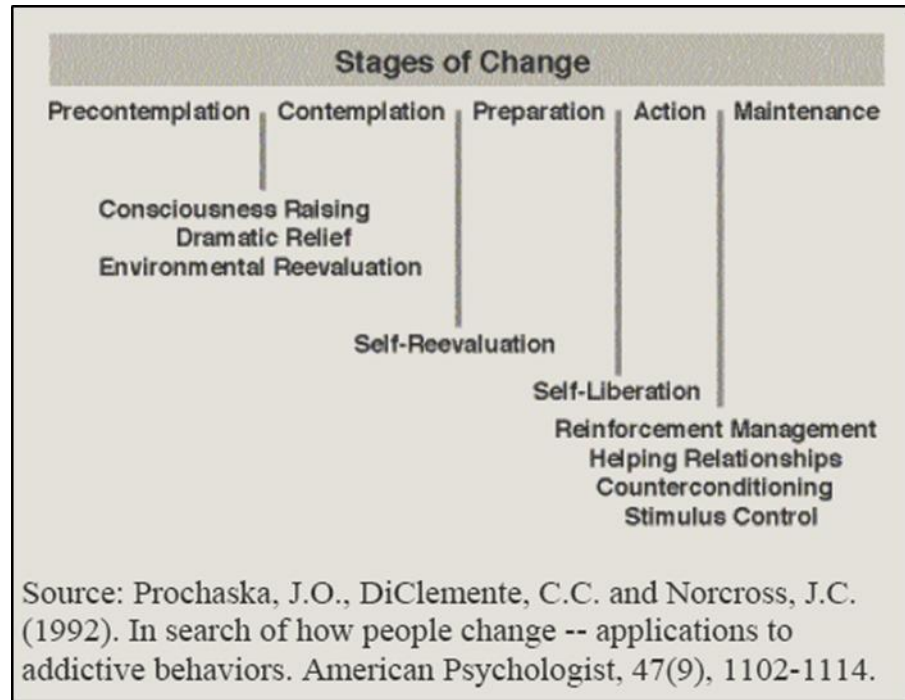 Stages of Change
Precontemplation Contemplation Preparation Action Maintenance
Consciousness Raising
Dramatic Relief
Environmental Reevaluation
Self-Reevaluation
Self-Liberation
Reinforcement Management
Helping Relationships
Counterconditioning
Stimulus Control
Source: Prochaska, J.O., DiClemente, C.C. and Norcross, J.C.
(1992). In search of how people change -- applications to
addictive behaviors. American Psychologist, 47(9), 1102-1114.